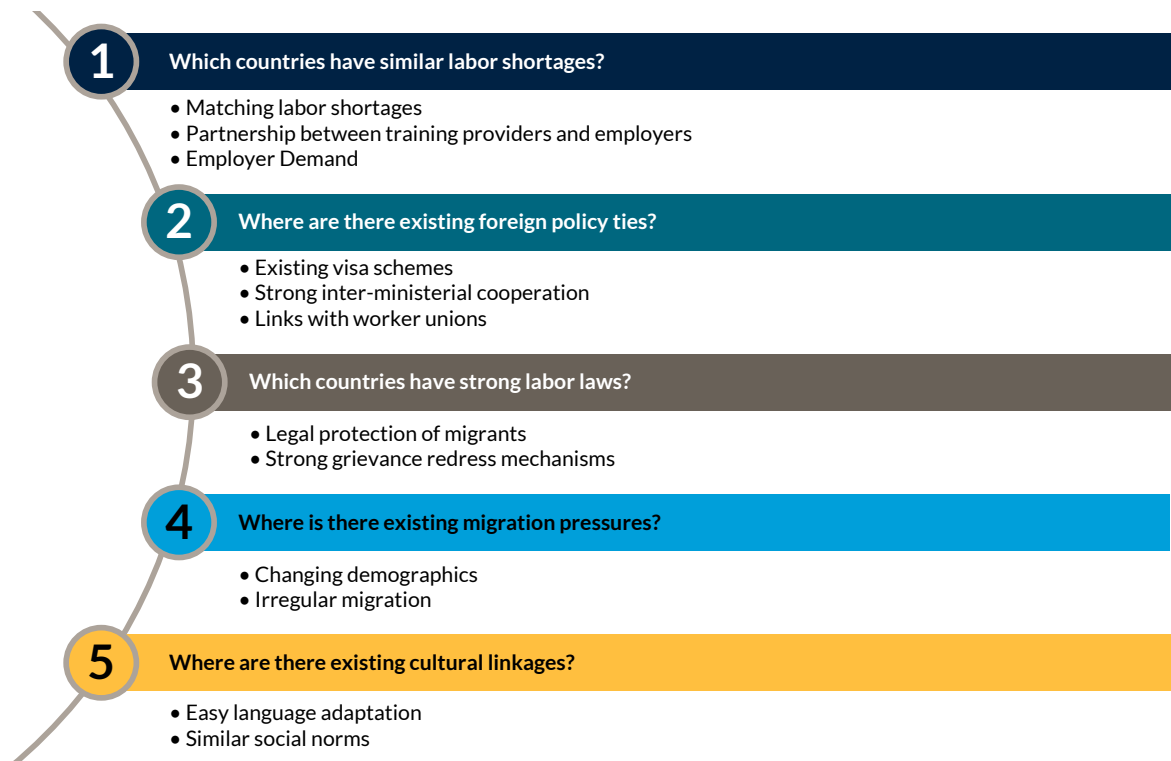 1
Which countries have similar labor shortages?
• Matching labor shortages
• Partnership between training providers and employers
• Employer Demand
2
Where are there existing foreign policy ties?
• Existing visa schemes
• Strong inter-ministerial cooperation
• Links with worker unions
3
Which countries have strong labor laws?
• Legal protection of migrants
• Strong grievance redress mechanisms
4
Where is there existing migration pressures?
• Changing demographics
• Irregular migration
5
Where are there existing cultural linkages?
• Easy language adaptation
• Similar social norms